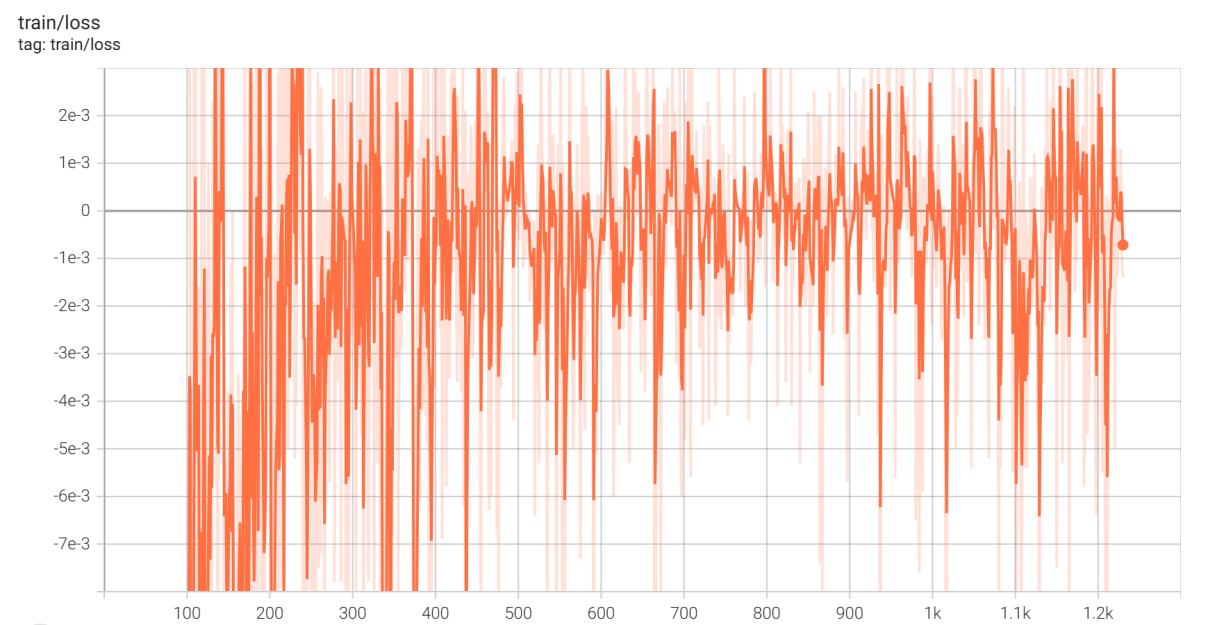 train/loss
tag: train/loss
2e-3
1e-3
0
-1e-3
-2e-3
-3e-3
-4e-3
-5e-3
-6e-3
-7e-3
100 200 300 400 500 600 700 800 900 1k 1.1k 1.2k